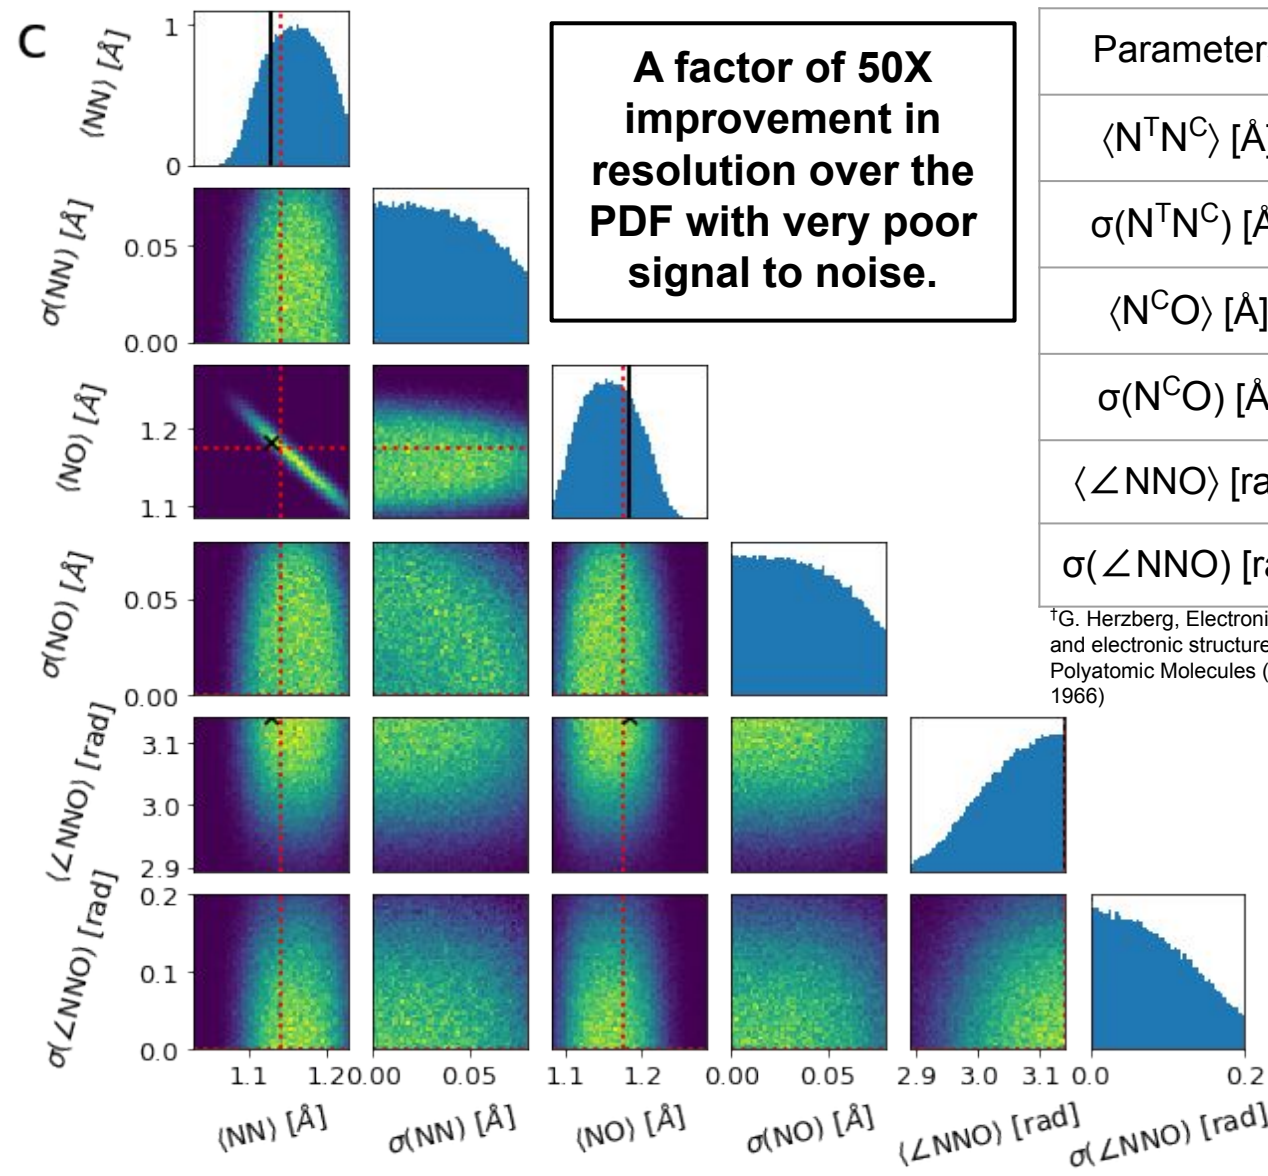 C
⟨NN⟩ [Å]
1
0
A factor of 50X
improvement in
resolution over the
PDF with very poor
signal to noise.
Parameter
⟨NᵀNᶜ⟩ [Å]
σ(NᵀNᶜ) [Å
⟨NᶜO⟩ [Å]
σ(NᶜO) [Å
⟨∠NNO⟩ [ra
σ(∠NNO) [ra
†G. Herzberg, Electroni
and electronic structure
Polyatomic Molecules (
1966)
σ(NN) [Å]
0.05
0.00
⟨NO⟩ [Å]
1.2
1.1
σ(NO) [Å]
0.05
0.00
⟨∠NNO⟩ [rad]
3.1
3.0
2.9
σ(∠NNO) [rad]
0.2
0.1
0.0
1.1 1.20 0.00 0.05 1.1 1.2 0.00 0.05 2.9 3.0 3.1 0.0 0.2
⟨NN⟩ [Å] σ(NN) [Å] ⟨NO⟩ [Å] σ(NO) [Å] ⟨∠NNO⟩ [rad] σ(∠NNO) [rad]